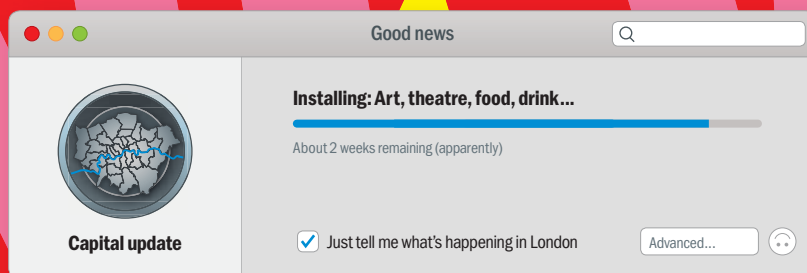 Good news
Installing: Art, theatre, food, drink...
About 2 weeks remaining (apparently)
Capital update
Just tell me what's happening in London
Advanced...